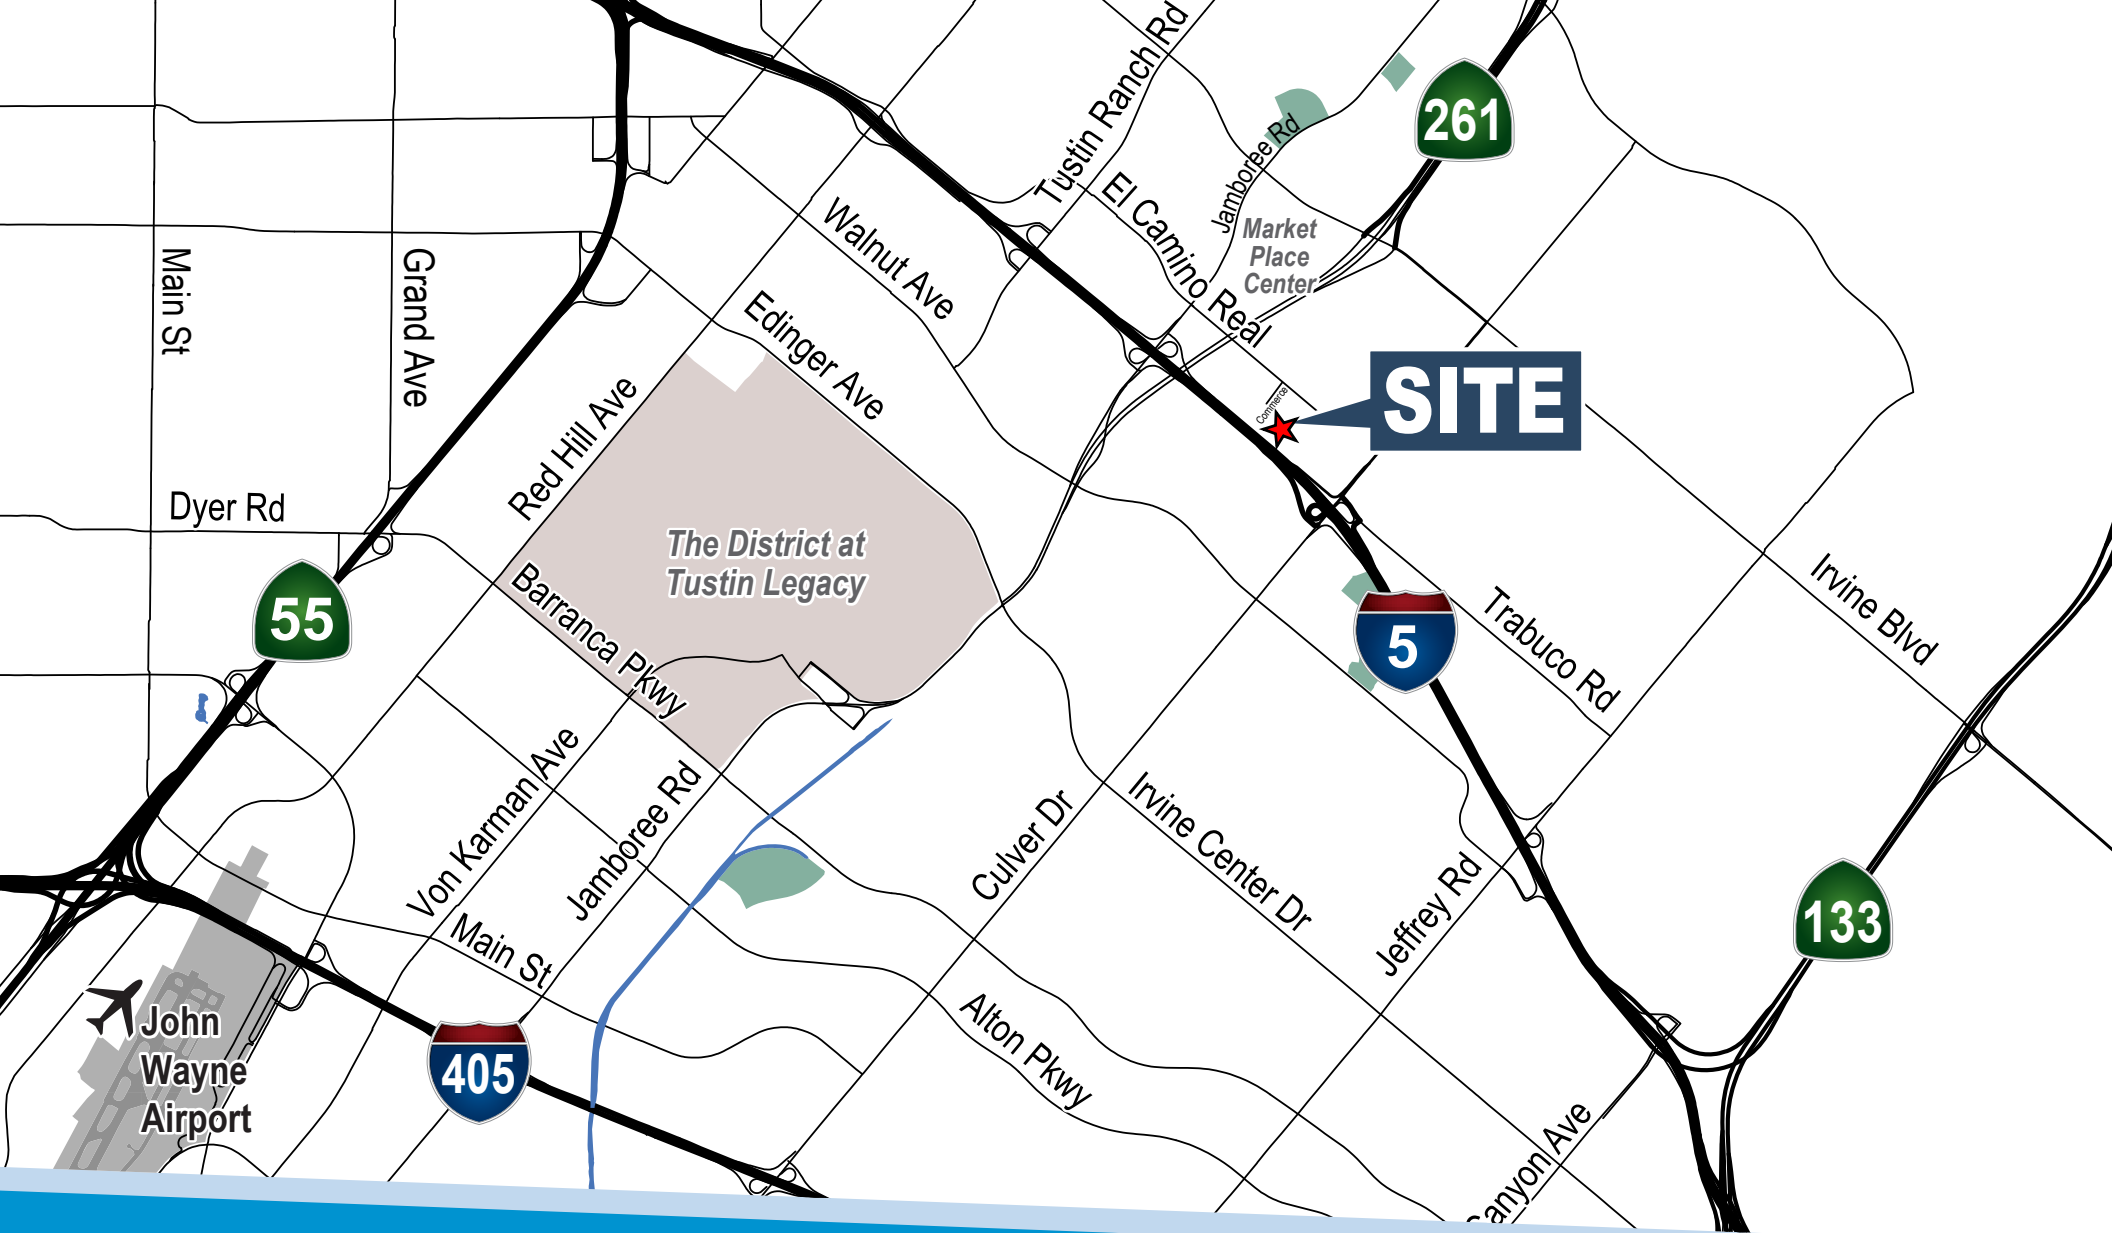 Tustin Ranch Rd
Jamboree Rd
261
El Camino Real
Market
Place
Center
Walnut Ave
Main St
Grand Ave
Edinger Ave
Red Hill Ave
Commerce
SITE
Dyer Rd
The District at
Tustin Legacy
Barranca Pkwy
55
5
Trabuco Rd
Irvine Blvd
Von Karman Ave
Jamboree Rd
Culver Dr
Irvine Center Dr
Jeffrey Rd
133
Main St
Alton Pkwy
John
Wayne
Airport
405
Canyon Ave